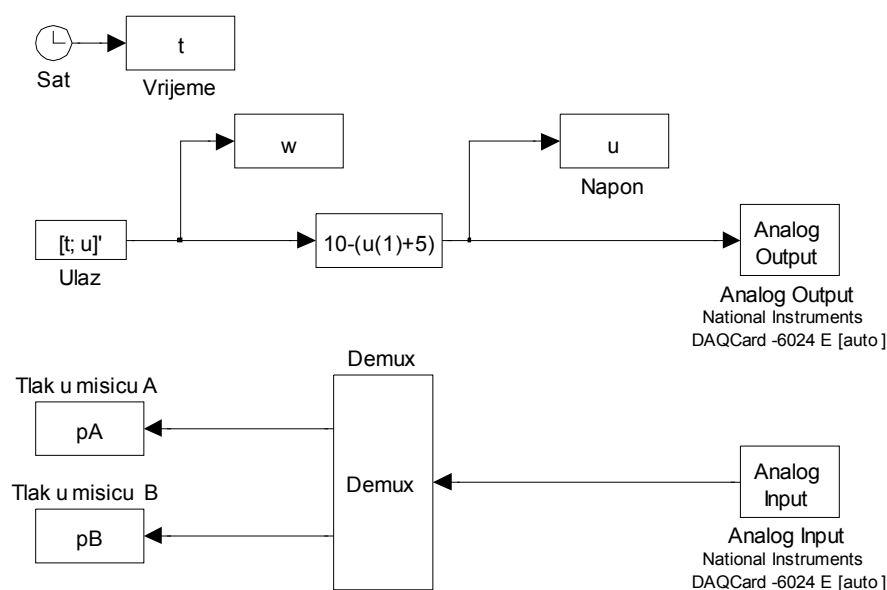 t
Sat
Vrijeme
w
u
Napon
[t; u]'
Ulaz
10-(u(1)+5)
Analog
Output
Analog Output
National Instruments
DAQCard -6024 E [auto]
Demux
Tlak u misicu A
pA
Demux
Tlak u misicu B
pB
Analog
Input
Analog Input
National Instruments
DAQCard -6024 E [auto]